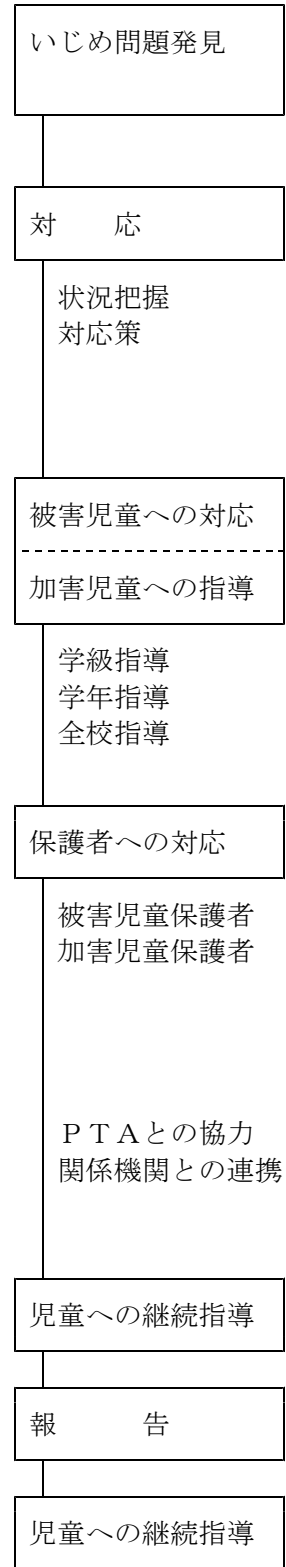 いじめ問題発見
対　　応
状況把握
対応策
被害児童への対応
加害児童への指導
学級指導
学年指導
全校指導
保護者への対応
被害児童保護者
加害児童保護者
ＰＴＡとの協力
関係機関との連携
児童への継続指導
報　　　告
児童への継続指導